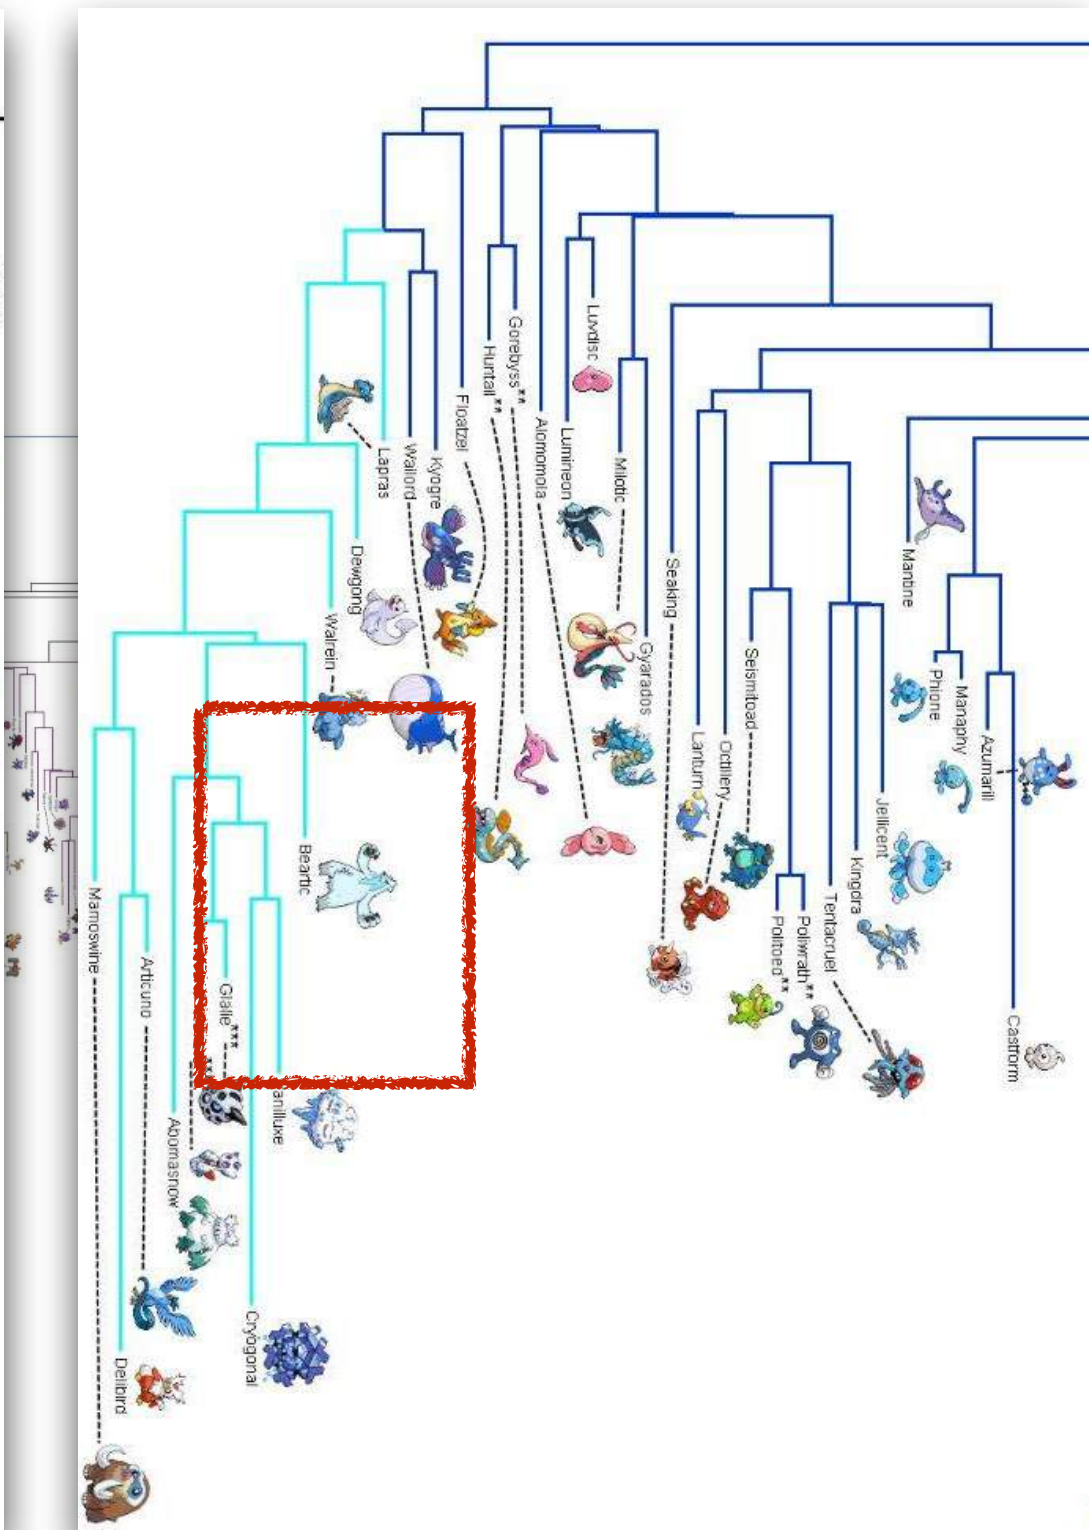 Luvdisc
Gorebyss**
Huntail**
Floatzel
Alomomola
Lumineon
Milotic
Lapras
Wailord
Kyogre
Seaking
Mantine
Dewgong
Walrein
Gyarados
Seismitoad
Phione
Manaphy
Azumarill
Lanturn
Octillery
Jellicent
Kingdra
Tentacruel
Beartic
Mamoswine
Poliwrath**
Politoed**
Articuno
Glalie***
Castform
anilluxe
Abomasnow
Cryogonal
Delibird